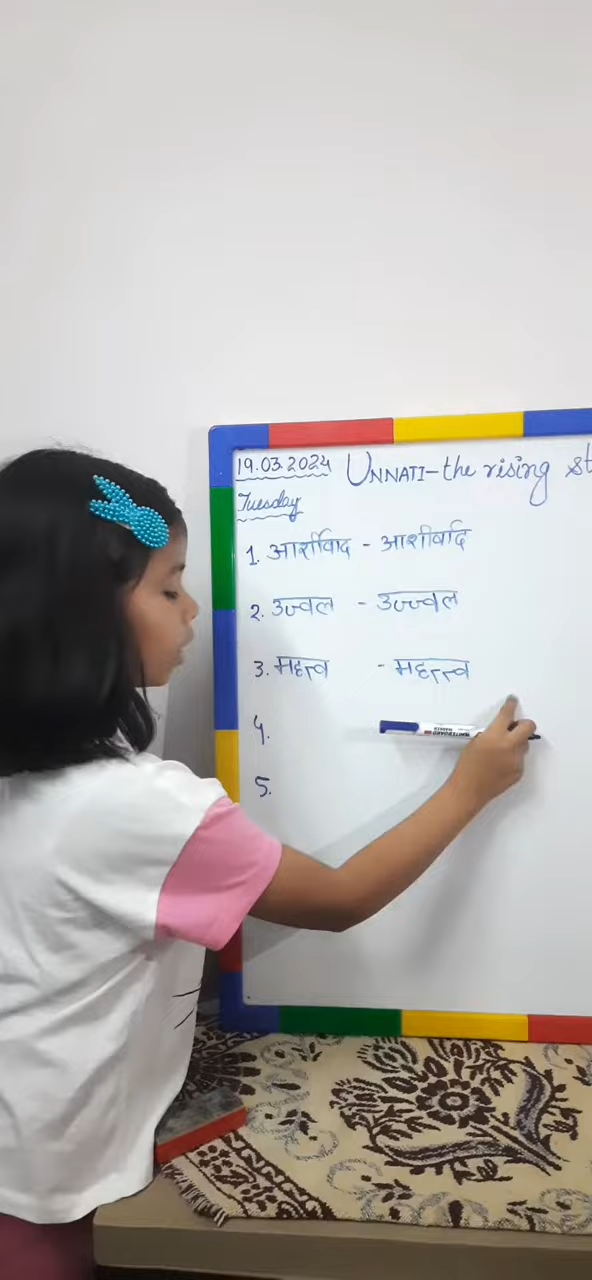 19.03.2024 UNNATI-the rising st
Tuesday
1. आर्शीवाद - आशीर्वाद
2. उज्वल - उज्ज्वल
3. महत्व - महत्त्व
4.
5.